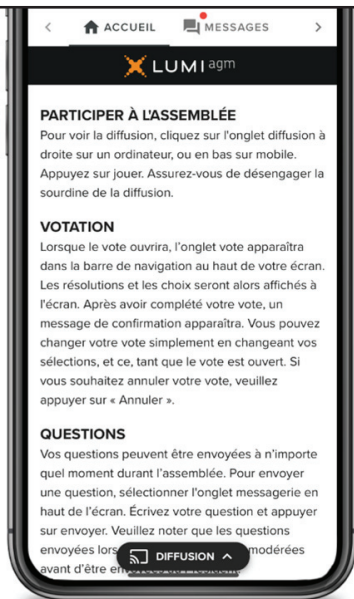 ACCUEIL MESSAGES
LUMI agm
PARTICIPER À L'ASSEMBLÉE
Pour voir la diffusion, cliquez sur l'onglet diffusion à
droite sur un ordinateur, ou en bas sur mobile.
Appuyez sur jouer. Assurez-vous de désengager la
sourdine de la diffusion.
VOTATION
Lorsque le vote ouvrira, l'onglet vote apparaîtra
dans la barre de navigation au haut de votre écran.
Les résolutions et les choix seront alors affichés à
l'écran. Après avoir complété votre vote, un
message de confirmation apparaîtra. Vous pouvez
changer votre vote simplement en changeant vos
sélections, et ce, tant que le vote est ouvert. Si
vous souhaitez annuler votre vote, veuillez
appuyer sur « Annuler ».
QUESTIONS
Vos questions peuvent être envoyées à n'importe
quel moment durant l'assemblée. Pour envoyer
une question, sélectionner l'onglet messagerie en
haut de l'écran. Écrivez votre question et appuyer
sur envoyer. Veuillez noter que les questions
envoyées lors modérées
DIFFUSION
avant d'être